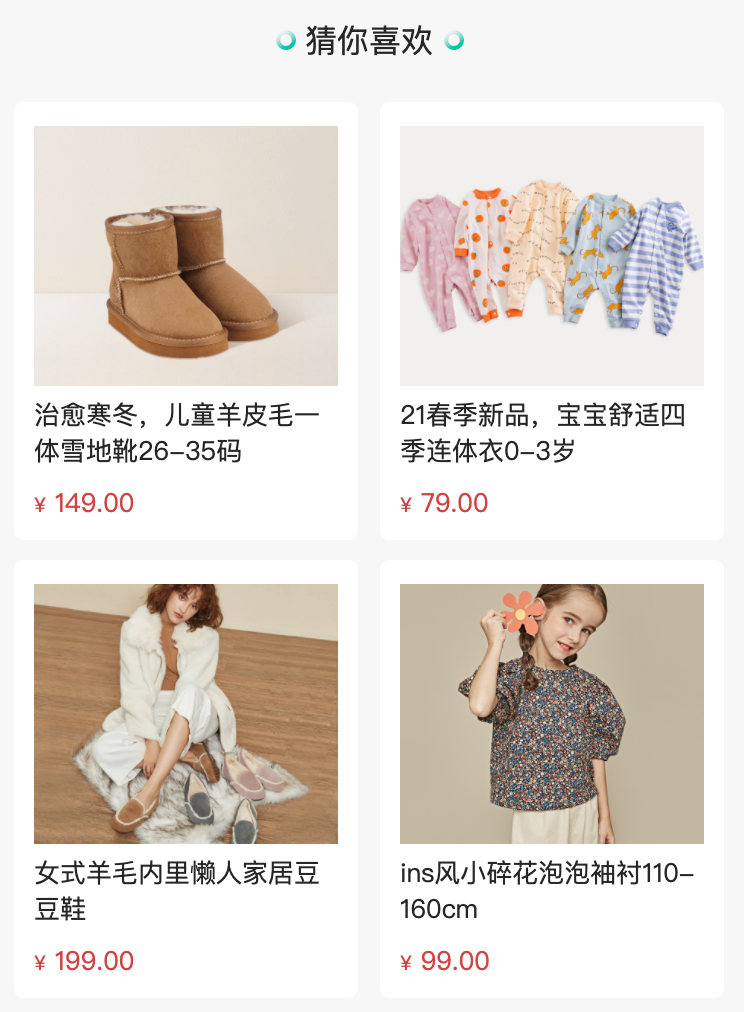 猜你喜欢
治愈寒冬，儿童羊皮毛一
体雪地靴26-35码
¥ 149.00
21春季新品，宝宝舒适四
季连体衣0-3岁
¥ 79.00
女式羊毛内里懒人家居豆
豆鞋
¥ 199.00
ins风小碎花泡泡袖衬110-
160cm
¥ 99.00